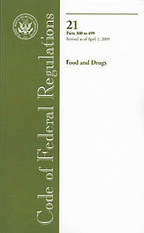 Code of Federal Regulations
21
Parts 300 to 499
Revised as of April 1, 2009
Food and Drugs